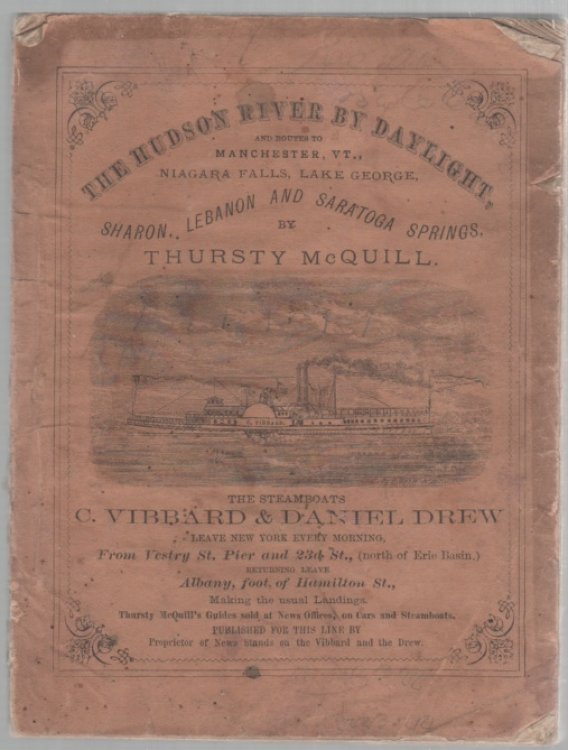 THE HUDSON RIVER BY DAYLIGHT,
AND ROUTES TO
MANCHESTER, VT.,
NIAGARA FALLS, LAKE GEORGE,
SHARON, LEBANON AND SARATOGA SPRINGS.
BY
THURSTY McQUILL.
C. VIBBARD.
THE STEAMBOATS
C. VIBBARD & DANIEL DREW
LEAVE NEW YORK EVERY MORNING,
From Vestry St. Pier and 23d St., (north of Erie Basin.)
RETURNING LEAVE
Albany, foot of Hamilton St.,
Making the usual Landings.
Thursty McQuill's Guides sold at News Offices, on Cars and Steamboats.
PUBLISHED FOR THIS LINE BY
Proprietor of News Stands on the Vibbard and the Drew.